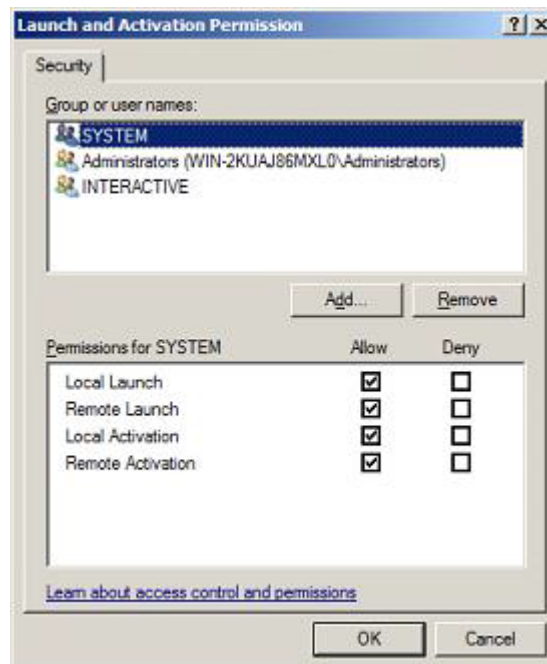 Launch and Activation Permission
Security
Group or user names:
SYSTEM
Administrators (WIN-2KUAJ86MXL0\Administrators)
INTERACTIVE
Add... Remove
Permissions for SYSTEM Allow Deny
Local Launch
Remote Launch
Local Activation
Remote Activation
Learn about access control and permissions
OK Cancel